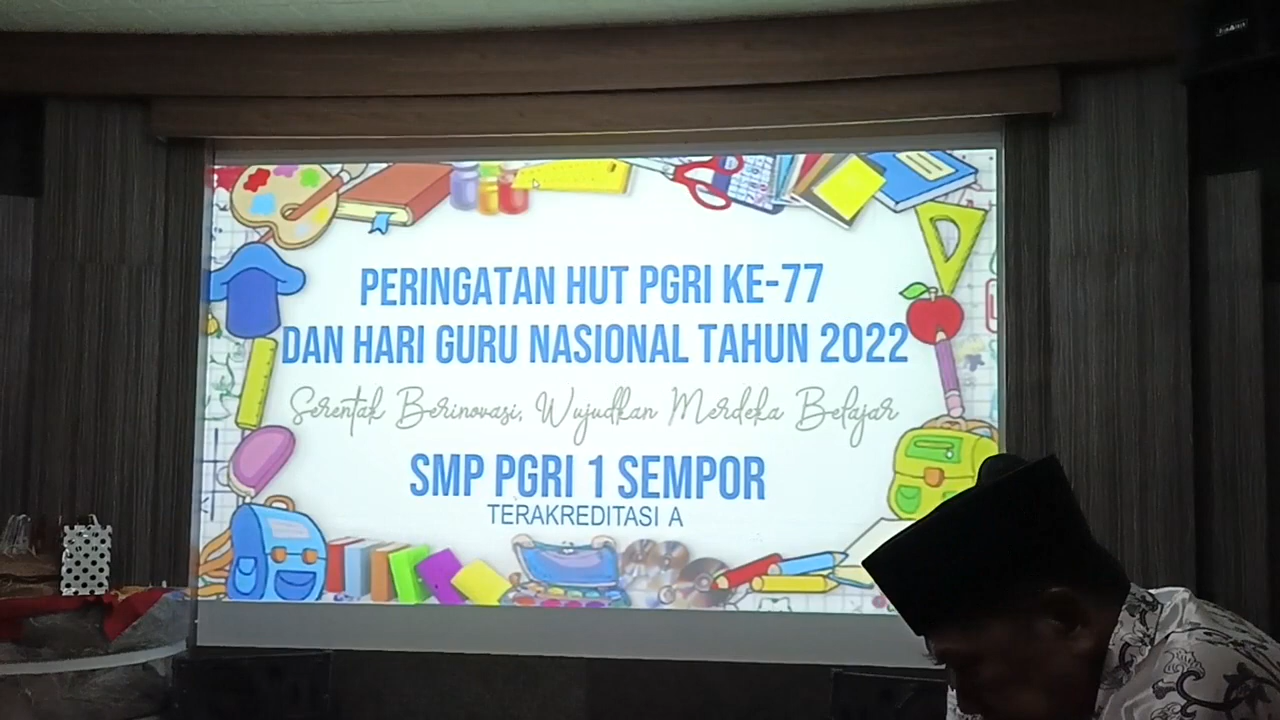 PERINGATAN HUT PGRI KE-77
DAN HARI GURU NASIONAL TAHUN 2022
Serentak Berinovasi, Wujudkan Merdeka Belajar
SMP PGRI 1 SEMPOR
TERAKREDITASI A